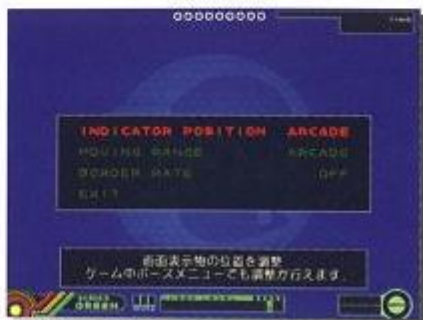 000000000
INDICATOR POSITION ARCADE
MOVING RANGE ARCADE
BORDER RATE OFF
EXIT
画面表示物の位置を調整
ゲーム中ポーズメニューでも調整が行えます。
GREEN